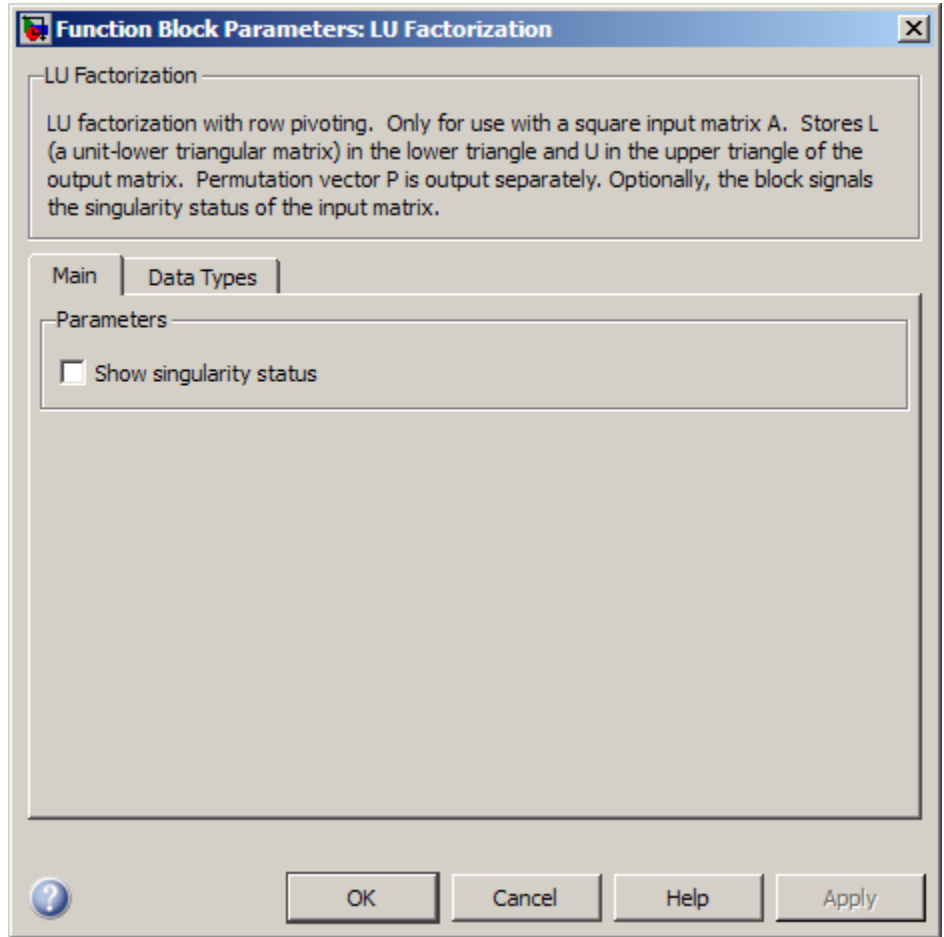 Function Block Parameters: LU Factorization
LU Factorization
LU factorization with row pivoting.  Only for use with a square input matrix A.  Stores L
(a unit-lower triangular matrix) in the lower triangle and U in the upper triangle of the
output matrix.  Permutation vector P is output separately. Optionally, the block signals
the singularity status of the input matrix.
Main Data Types
Parameters
Show singularity status
? OK Cancel Help Apply